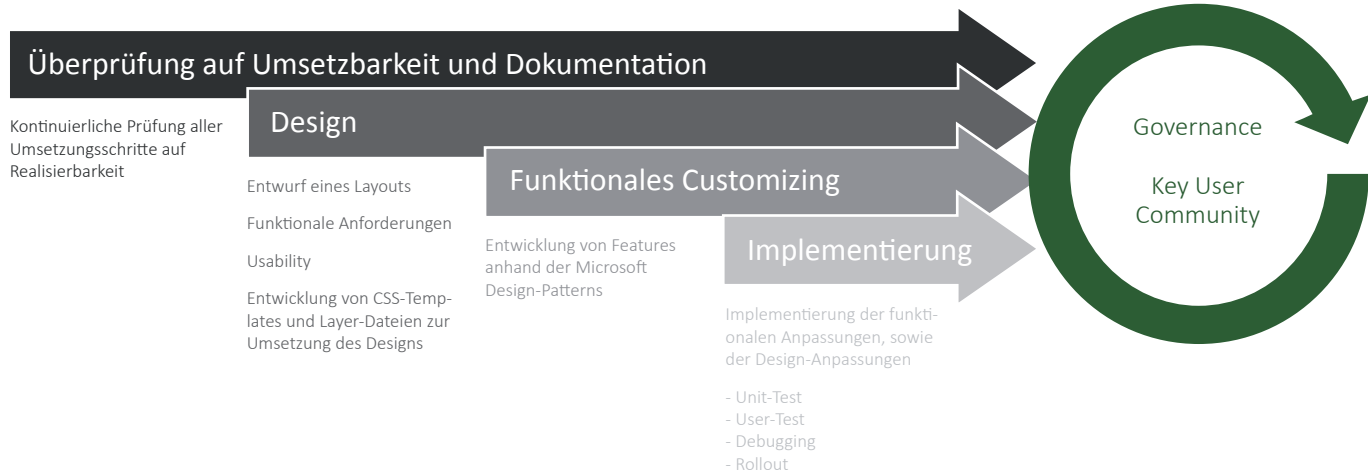 Überprüfung auf Umsetzbarkeit und Dokumentation
Kontinuierliche Prüfung aller
Umsetzungsschritte auf
Realisierbarkeit
Design
Entwurf eines Layouts
Funktionale Anforderungen
Usability
Entwicklung von CSS-Temp-
lates und Layer-Dateien zur
Umsetzung des Designs
Funktionales Customizing
Entwicklung von Features
anhand der Microsoft
Design-Patterns
Implementierung
Implementierung der funkti-
onalen Anpassungen, sowie
der Design-Anpassungen
- Unit-Test
- User-Test
- Debugging
- Rollout
Governance
Key User
Community